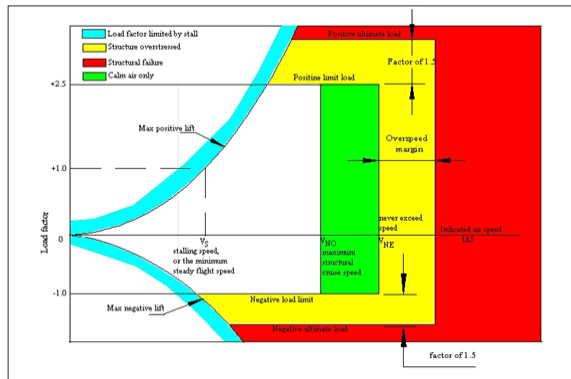 Load factor limited by stall
Structure overstressed
Structural failure
Calm air only
Positive ultimate load
Factor of 1.5
+2.5
Positive limit load
Max positive lift
Overspeed
margin
+1.0
Load factor
never exceed
speed
Indicated air speed
0
VS
VNO
VNE
IAS
stalling speed,
or the minimum
steady flight speed
maximum
structural
cruise speed
-1.0
Negative load limit
Max negative lift
Negative ultimate load
factor of 1.5